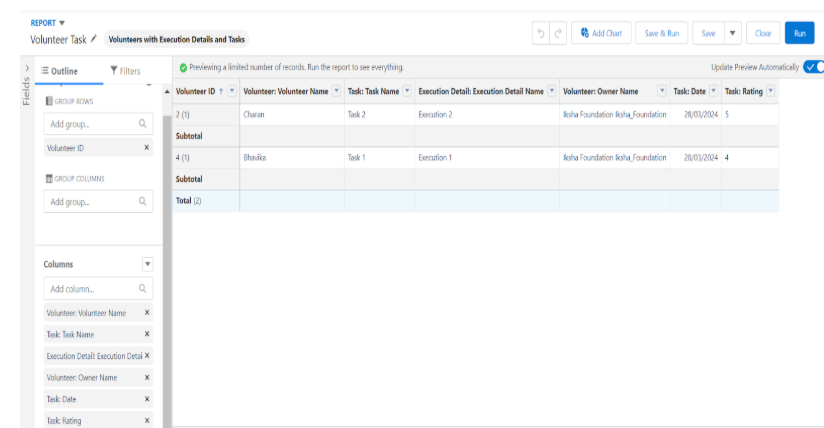 REPORT ▼
Volunteer Task
Volunteers with Execution Details and Tasks
Add Chart
Save & Run
Save
▼
Close
Run
Fields
Outline
Filters
Previewing a limited number of records. Run the report to see everything.
Update Preview Automatically
GROUP ROWS
Add group...
Volunteer ID X
GROUP COLUMNS
Add group...
Columns
Add column...
Volunteer: Volunteer Name X
Task: Task Name X
Execution Detail: Execution Detai X
Volunteer: Owner Name X
Task: Date X
Task: Rating X
Volunteer ID ↑ Volunteer: Volunteer Name Task: Task Name Execution Detail: Execution Detail Name Volunteer: Owner Name Task: Date Task: Rating
2 (1) Charan Task 2 Execution 2 Iksha Foundation Iksha_Foundation 28/03/2024 5
Subtotal
4 (1) Bhavika Task 1 Execution 1 Iksha Foundation Iksha_Foundation 28/03/2024 4
Subtotal
Total (2)